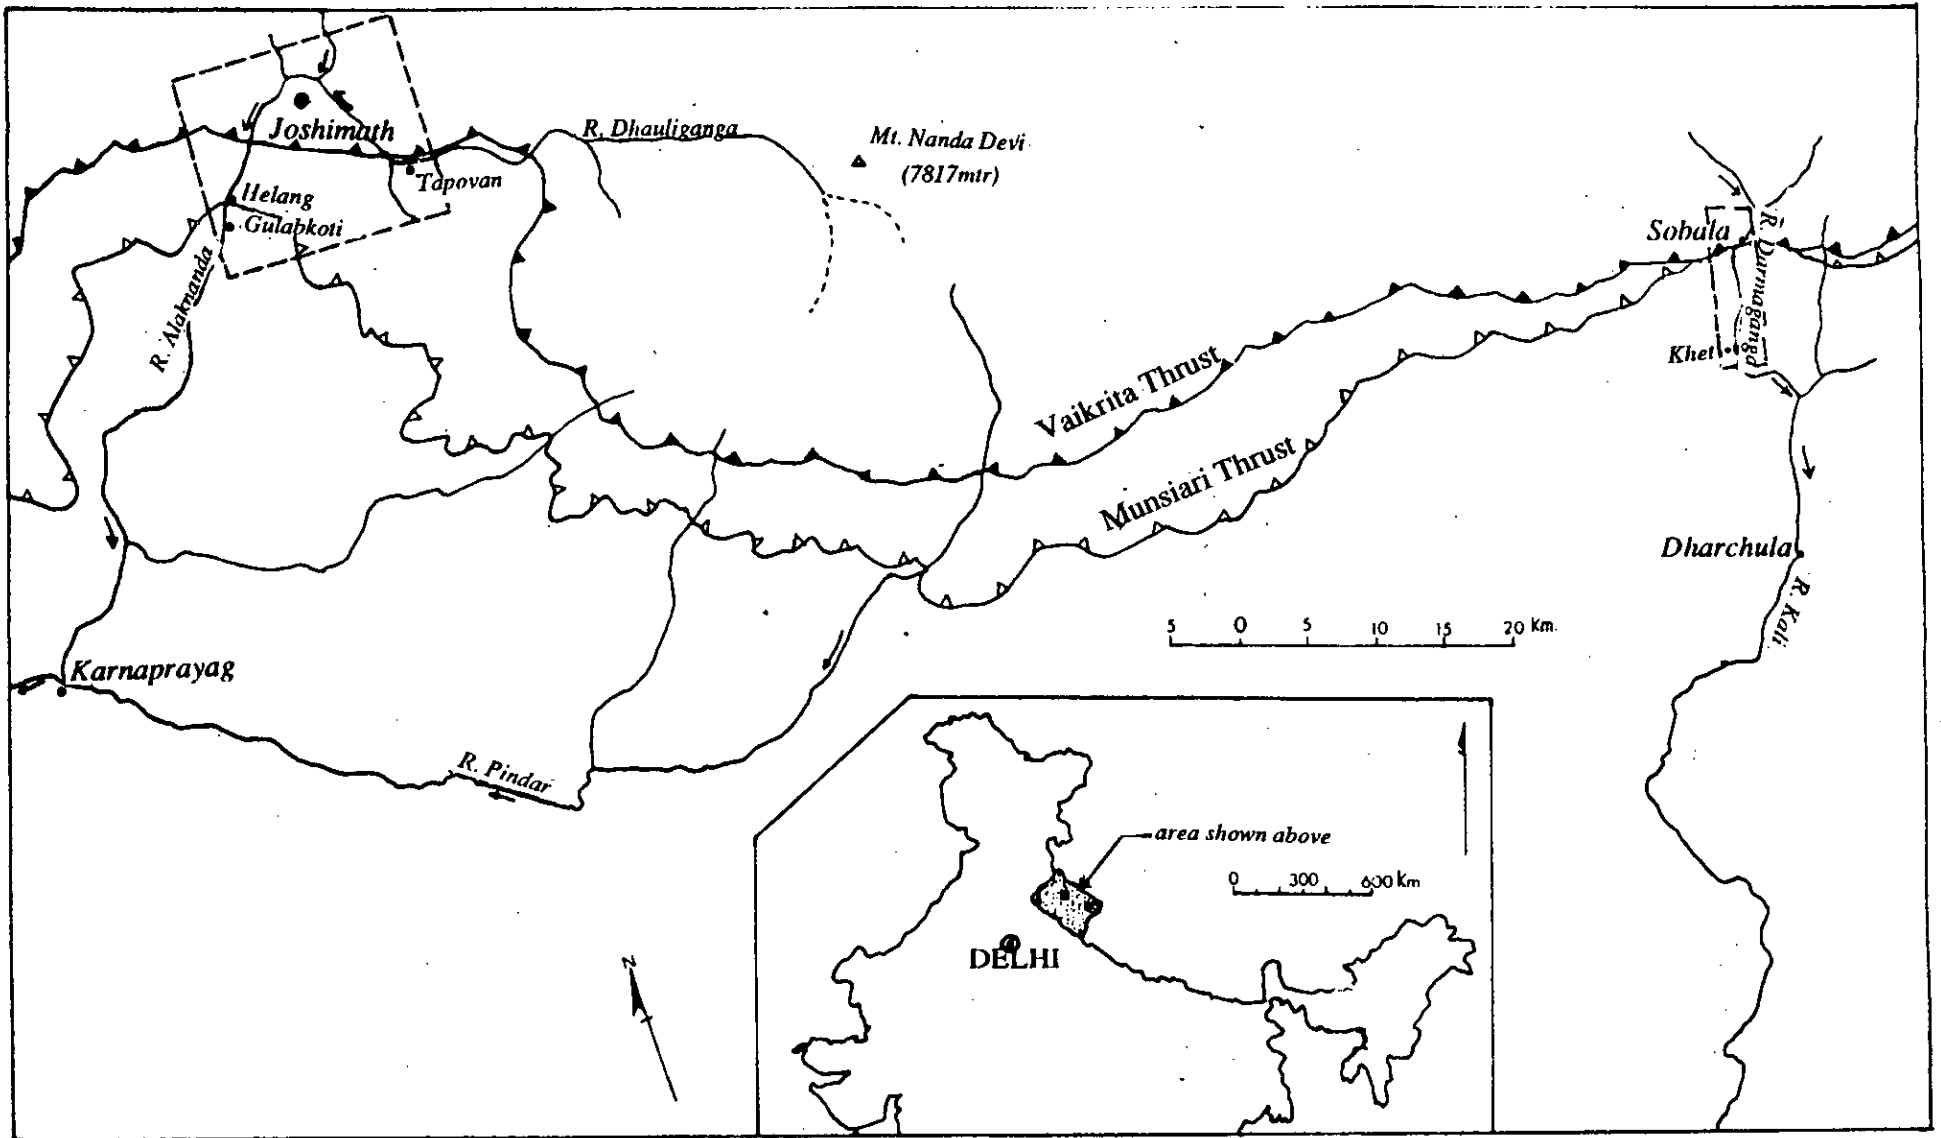 Joshimath
R. Dhauliganga
Mt. Nanda Devi
(7817mtr)
Tapovan
Helang
Gulabkoti
R. Alaknanda
Sobala
R. Darmaganga
Khet
Vaikrita Thrust
Munsiari Thrust
Dharchula
R. Kali
5 0 5 10 15 20 Km.
Karnaprayag
R. Pindar
area shown above
0 300 600 Km
DELHI
N